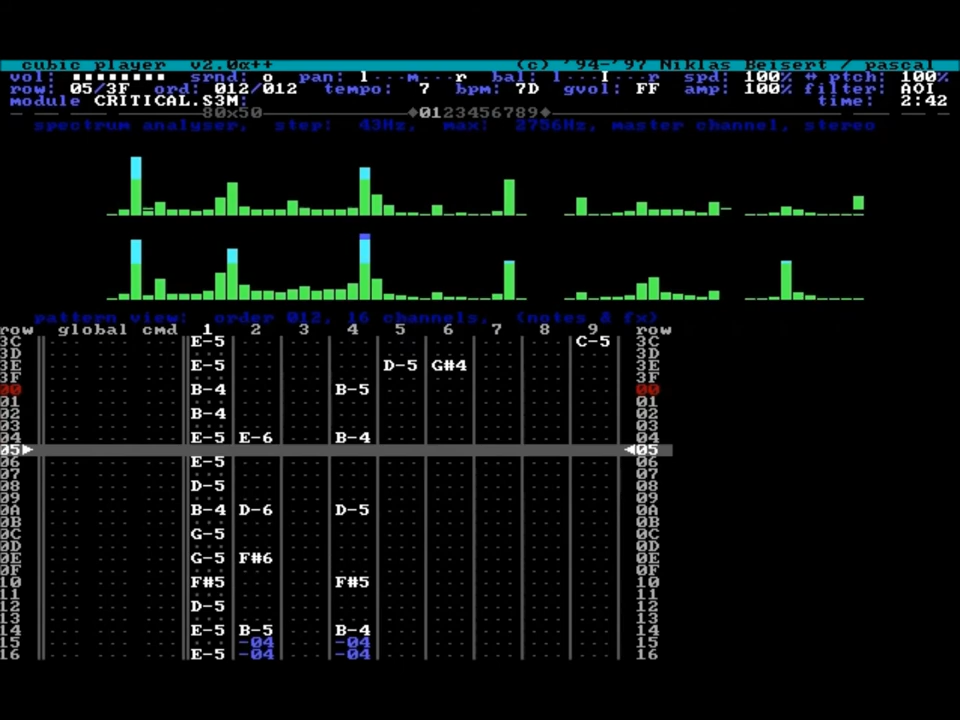 cubic player v2.0α++ (c) '94-'97 Niklas Beisert / pascal
vol: ■■■■■■■■ srnd: o pan: l···m···r bal: l···I···r spd: 100% ↔ ptch: 100%
row: 05/3F ord: 012/012 tempo: 7 bpm: 7D gvol: FF amp: 100% filter: AOI
module CRITICAL.S3M: time: 2:42
80x50 ◆0123456789◆
spectrum analyser, step: 43Hz, max: 2756Hz, master channel, stereo
pattern view: order 012, 16 channels, (notes & fx)
row global cmd 1 2 3 4 5 6 7 8 9 row
3C E-5 C-5 3C
3D 3D
3E E-5 D-5 G#4 3E
3F 3F
00 B-4 B-5 00
01 01
02 B-4 02
03 03
04 E-5 E-6 B-4 04
05► ◄05
06 E-5 06
07 07
08 D-5 08
09 09
0A B-4 D-6 D-5 0A
0B 0B
0C G-5 0C
0D 0D
0E G-5 F#6 0E
0F 0F
10 F#5 F#5 10
11 11
12 D-5 12
13 13
14 E-5 B-5 B-4 14
15 -04 -04 15
16 E-5 -04 -04 16